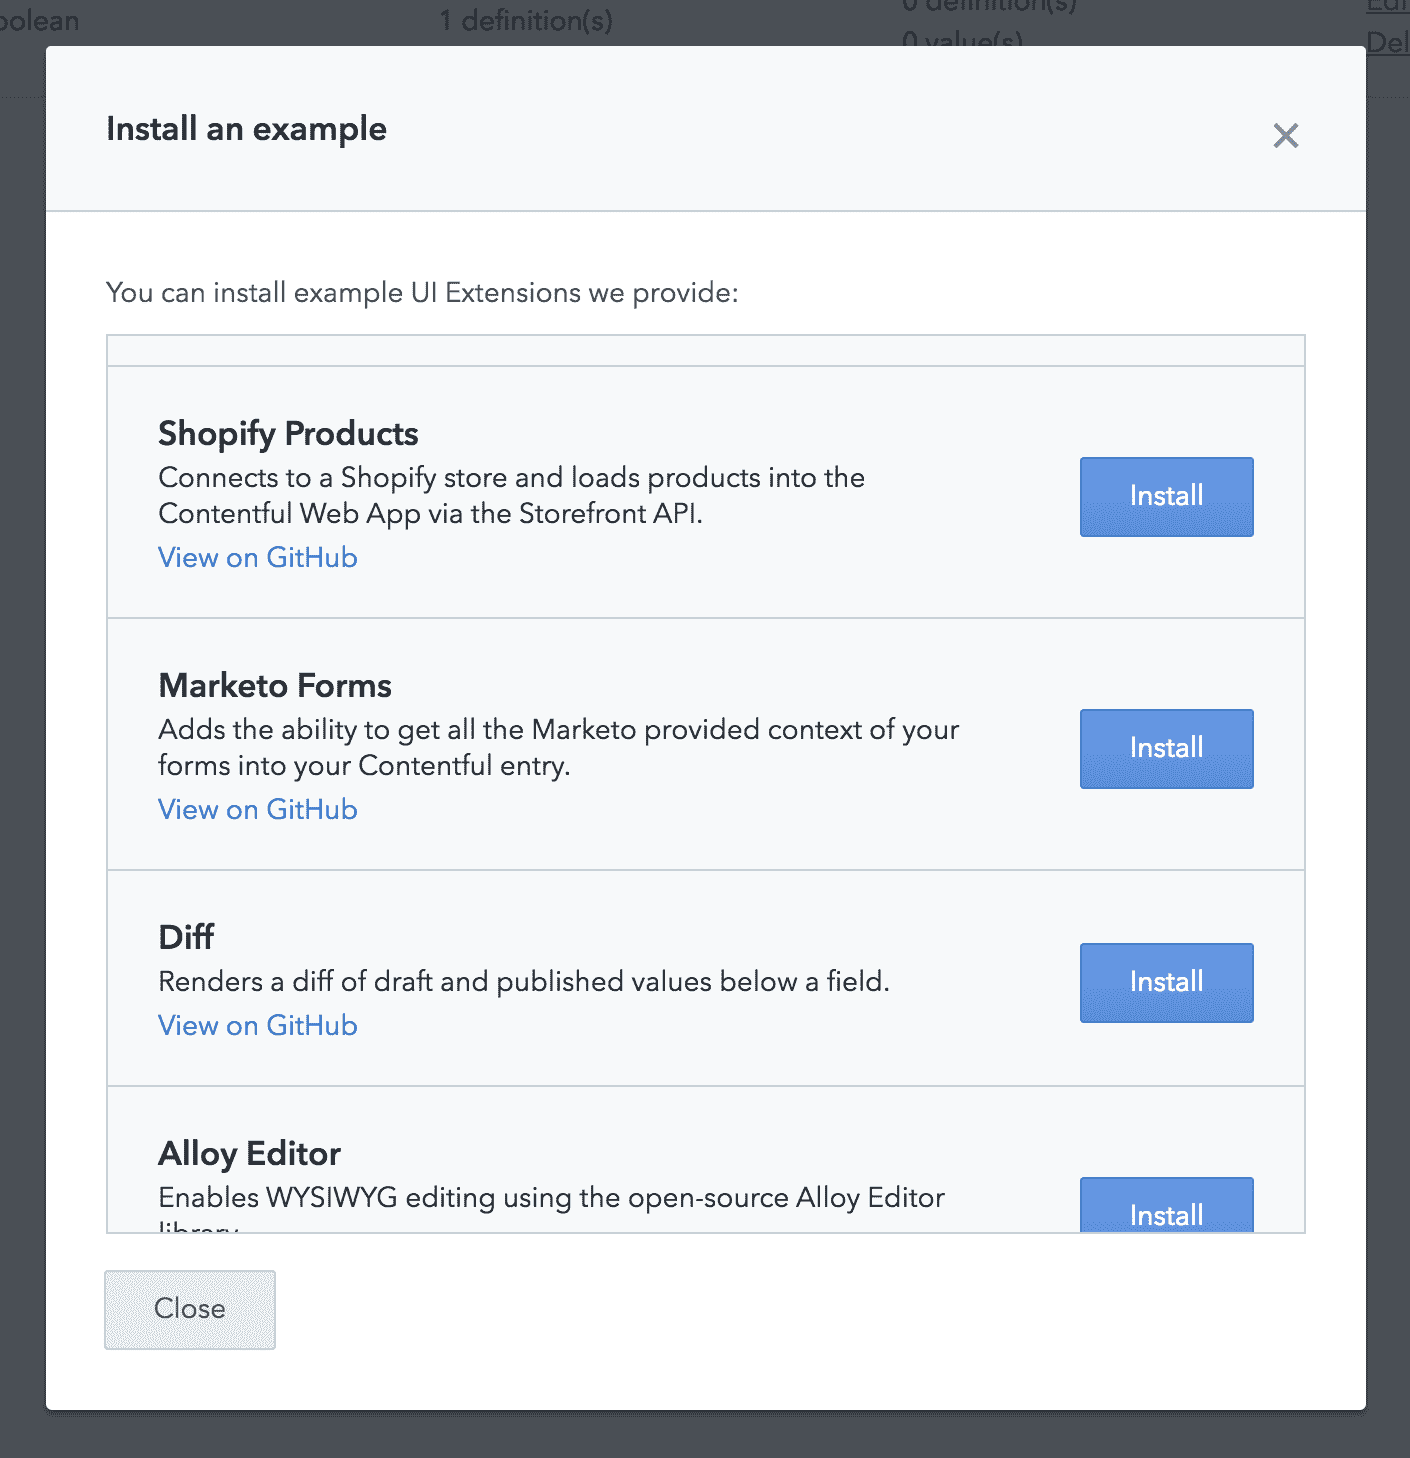 1 definition(s)
0 definition(s)
0 value(s)
Install an example
You can install example UI Extensions we provide:
Shopify Products
Connects to a Shopify store and loads products into the
Contentful Web App via the Storefront API.
View on GitHub
Install
Marketo Forms
Adds the ability to get all the Marketo provided context of your
forms into your Contentful entry.
View on GitHub
Install
Diff
Renders a diff of draft and published values below a field.
View on GitHub
Install
Alloy Editor
Enables WYSIWYG editing using the open-source Alloy Editor
library
Install
Close